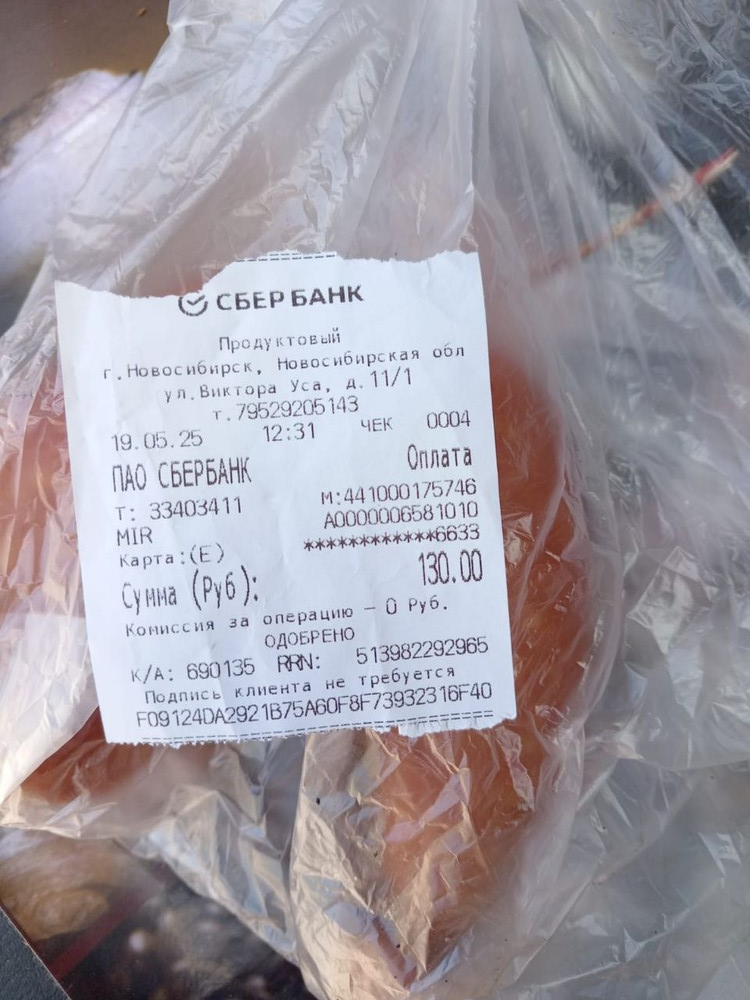 СБЕР БАНК
Продуктовый
г.Новосибирск, Новосибирская обл
ул.Виктора Уса, д.11/1
т.79529205143
19.05.25 12:31 ЧЕК 0004
ПАО СБЕРБАНК Оплата
Т: 33403411 М:441000175746
MIR A0000006581010
Карта:(E) ************6633
Сумма (Руб): 130.00
Комиссия за операцию – 0 Руб.
ОДОБРЕНО
К/А: 690135 RRN: 513982292965
Подпись клиента не требуется
F09124DA2921B75A60F8F73932316F40